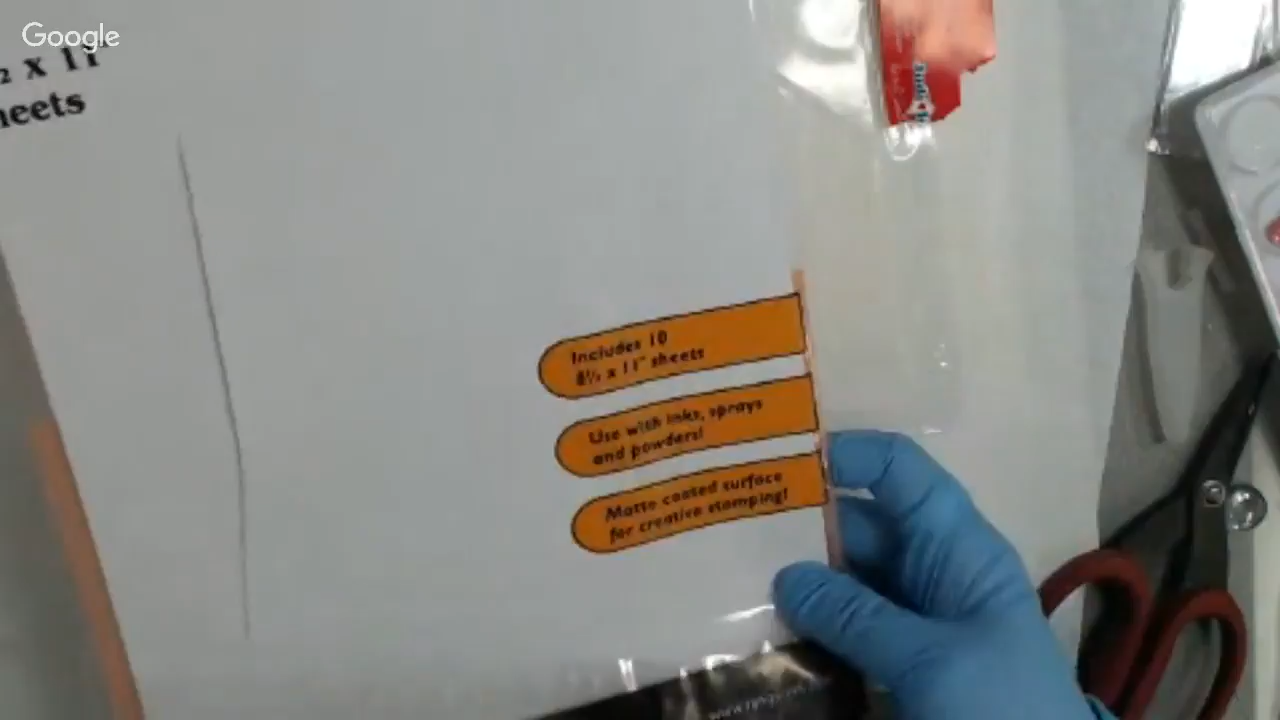 Google
2 X 11"
heets
Includes 10
8½ x 11" sheets
Use with inks, sprays
and powders!
Matte coated surface
for creative stamping!